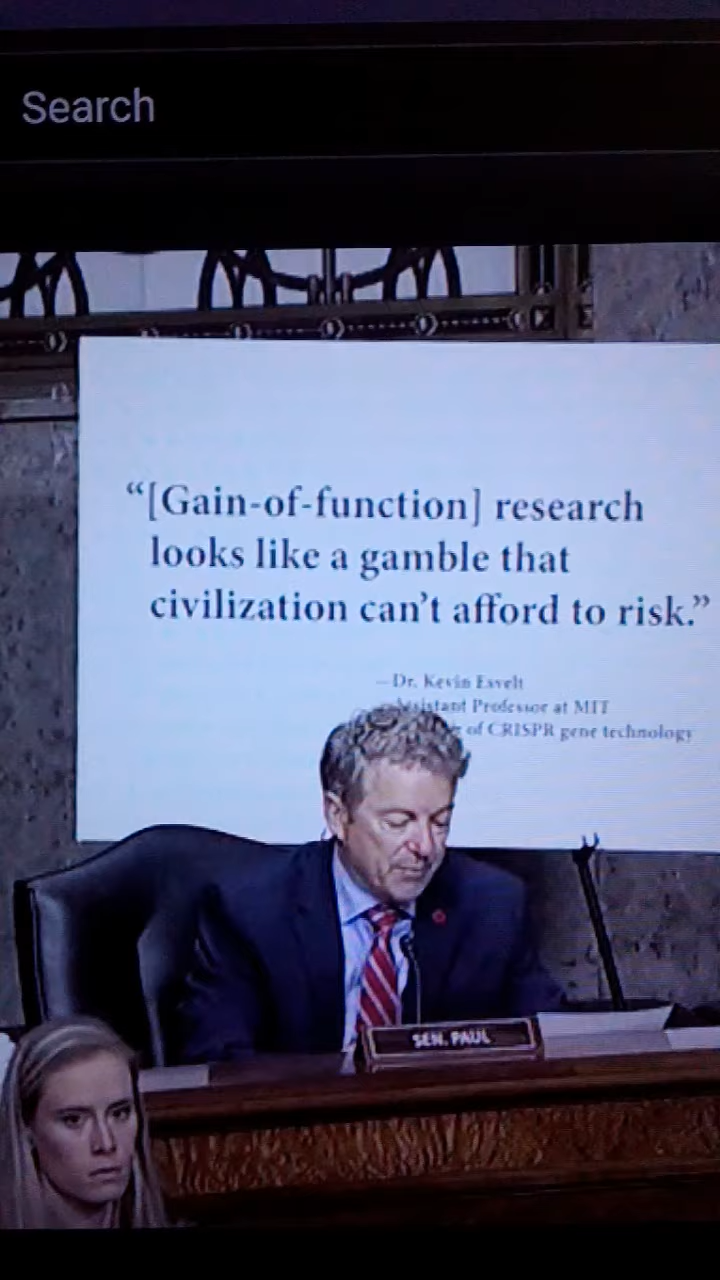 Search
“[Gain-of-function] research
looks like a gamble that
civilization can’t afford to risk.”
– Dr. Kevin Esvelt
Assistant Professor at MIT
of CRISPR gene technology
SEN. PAUL